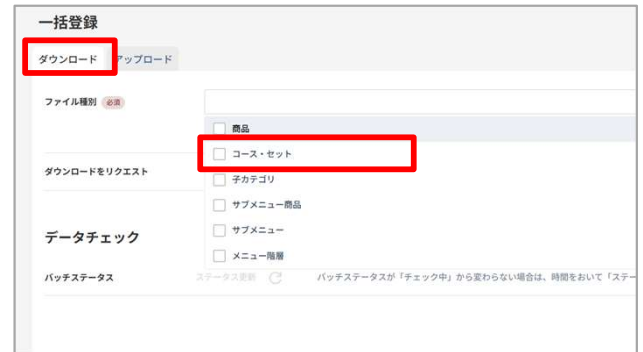 一括登録
ダウンロード アップロード
ファイル種別 必須
商品
コース・セット
ダウンロードをリクエスト
子カテゴリ
サブメニュー商品
サブメニュー
メニュー階層
データチェック
バッチステータス ステータス更新 バッチステータスが「チェック中」から変わらない場合は、時間をおいて「ステー